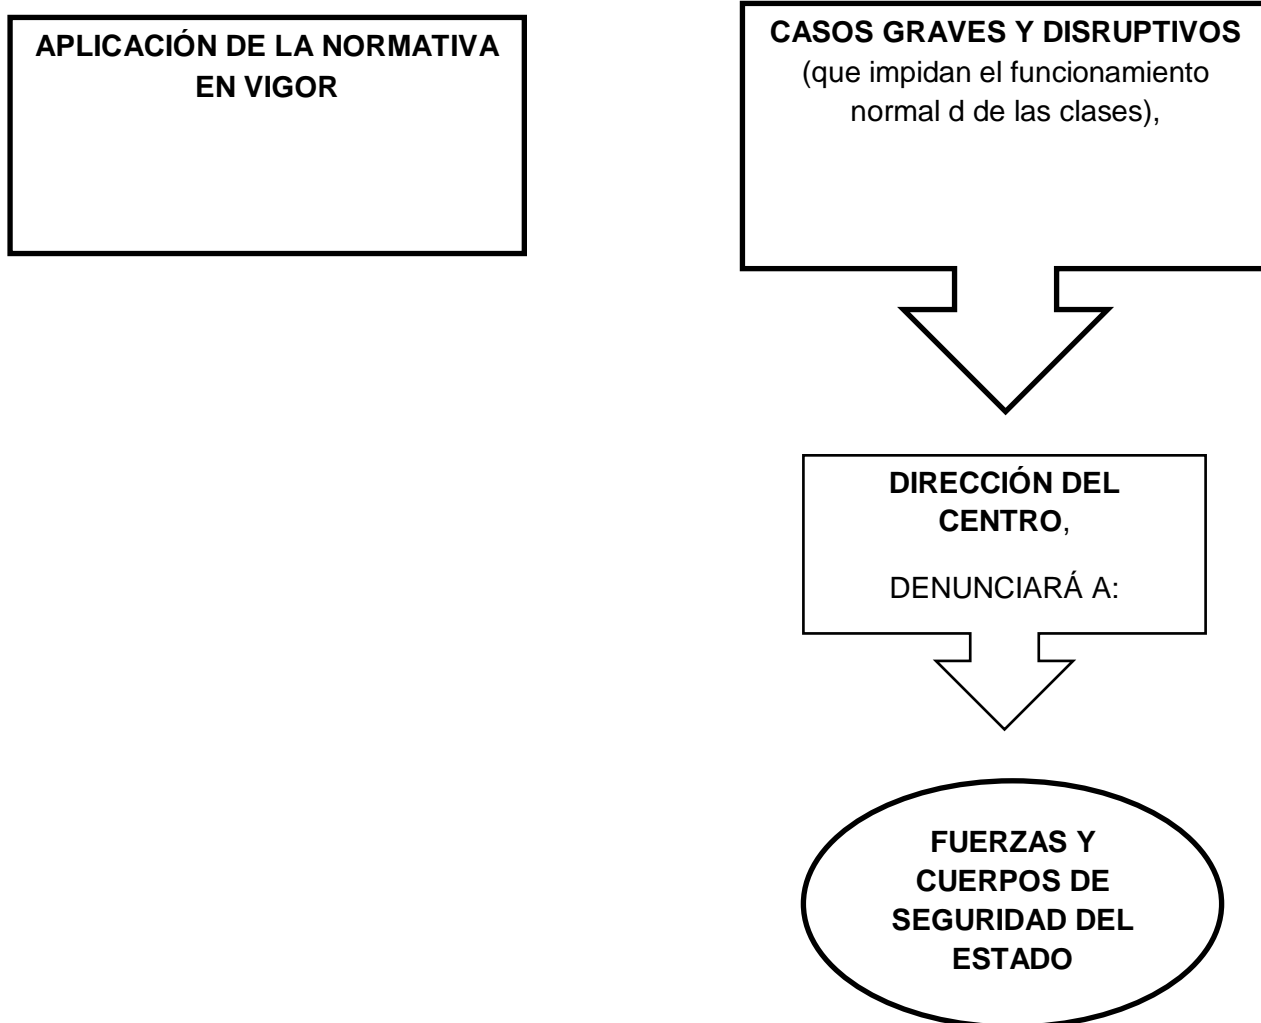 APLICACIÓN DE LA NORMATIVA
EN VIGOR
CASOS GRAVES Y DISRUPTIVOS
(que impidan el funcionamiento
normal d de las clases),
DIRECCIÓN DEL
CENTRO,
DENUNCIARÁ A:
FUERZAS Y
CUERPOS DE
SEGURIDAD DEL
ESTADO